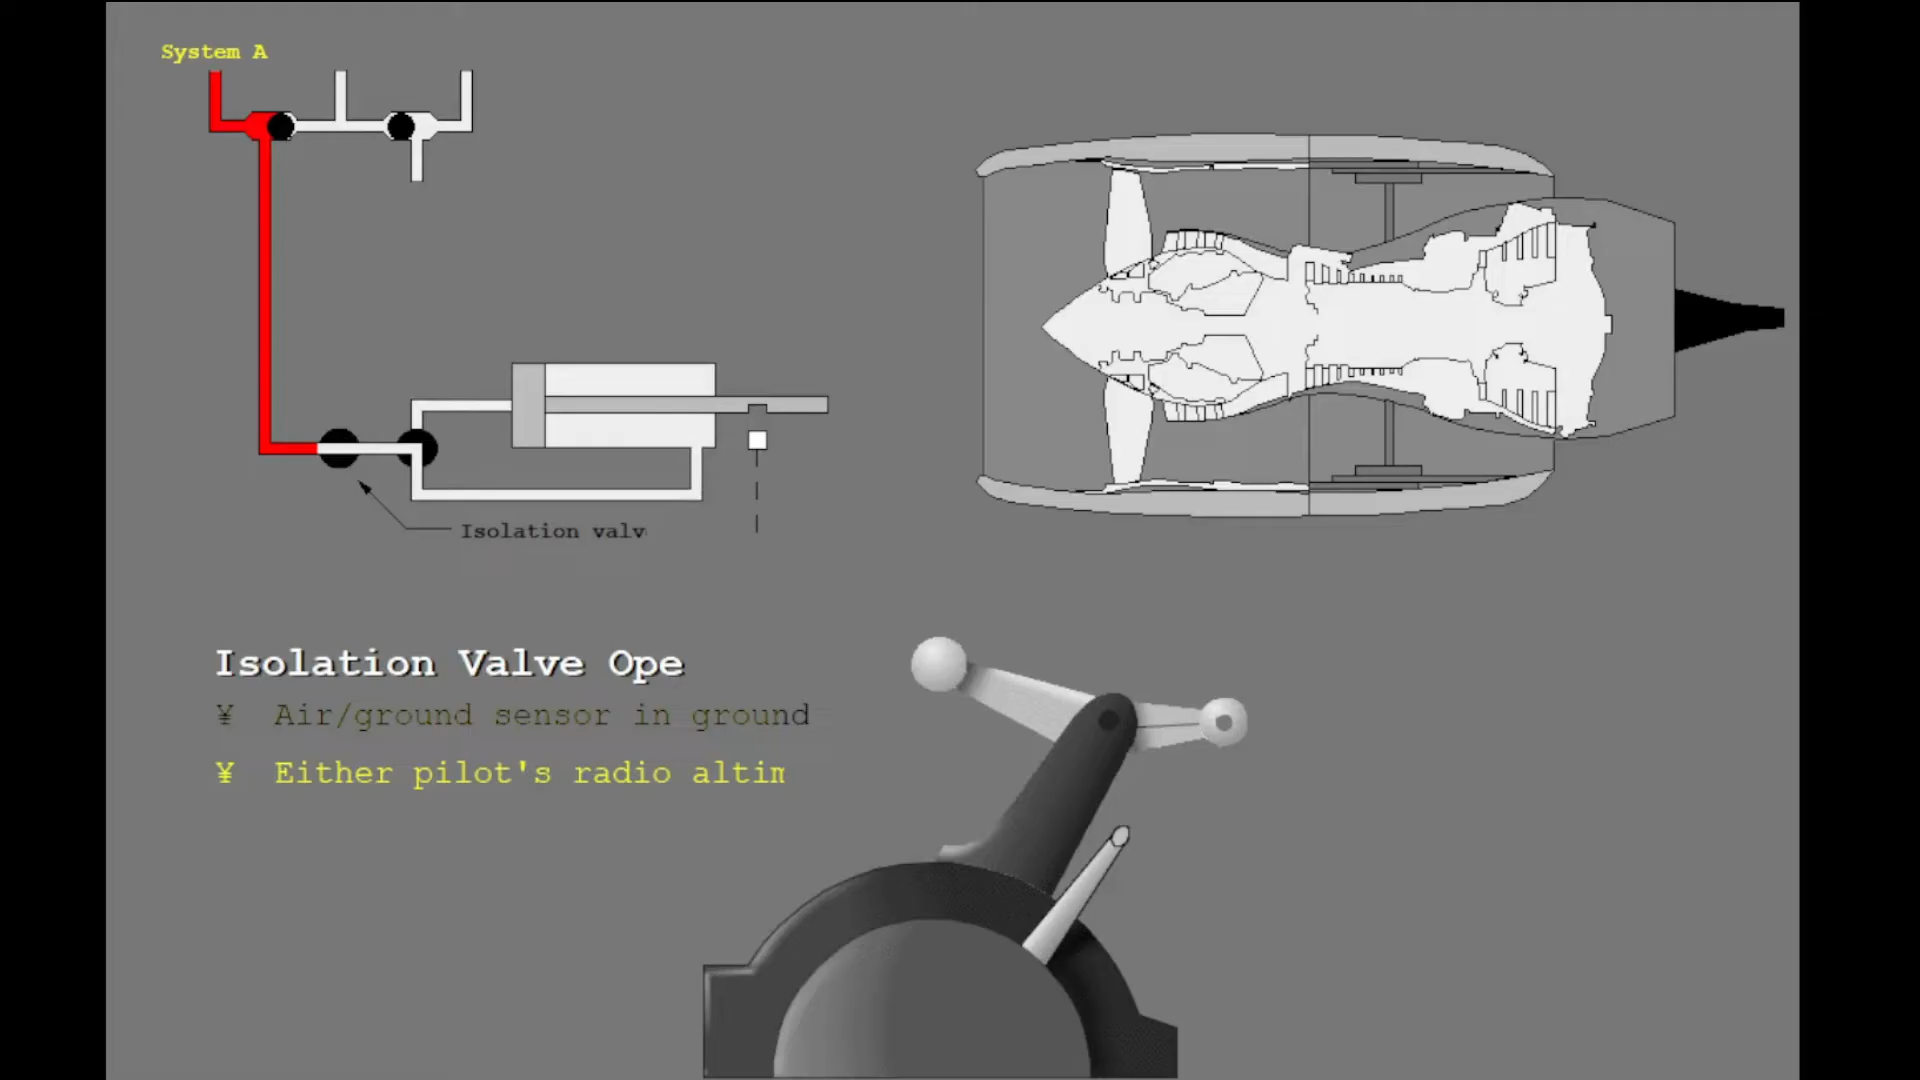 System A
Isolation valv
Isolation Valve Ope
¥ Air/ground sensor in ground
¥ Either pilot's radio altim